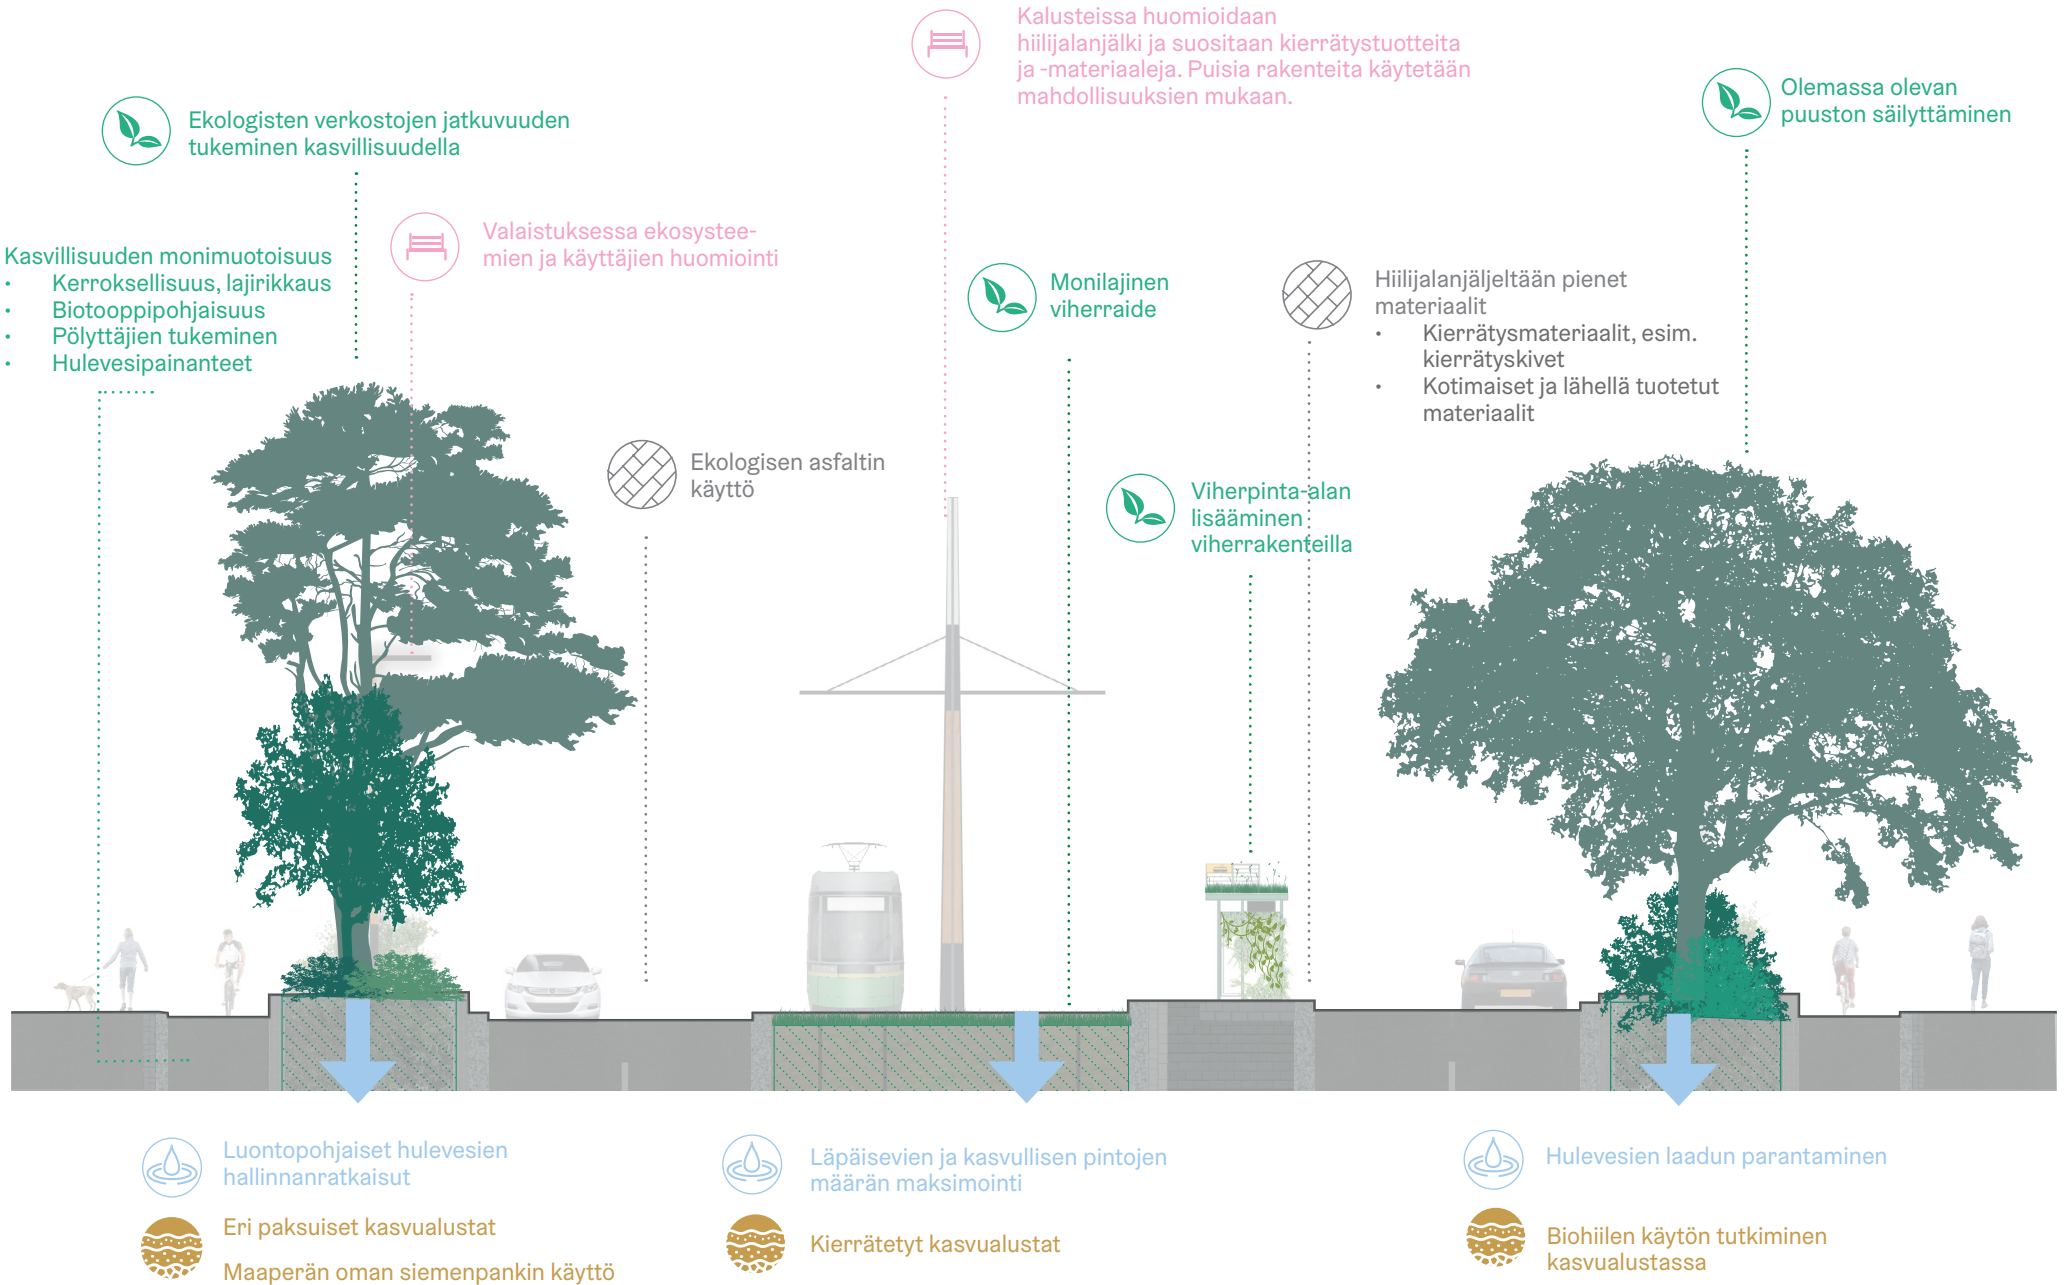 Kalusteissa huomioidaan
hiilijalanjälki ja suositaan kierrätystuotteita
ja -materiaaleja. Puisia rakenteita käytetään
mahdollisuuksien mukaan.
Olemassa olevan
puuston säilyttäminen
Ekologisten verkostojen jatkuvuuden
tukeminen kasvillisuudella
Valaistuksessa ekosystee-
mien ja käyttäjien huomiointi
Kasvillisuuden monimuotoisuus
• Kerroksellisuus, lajirikkaus
• Biotooppipohjaisuus
• Pölyttäjien tukeminen
• Hulevesipainanteet
Monilajinen
viherraide
Hiilijalanjäljeltään pienet
materiaalit
• Kierrätysmateriaalit, esim.
kierrätyskivet
• Kotimaiset ja lähellä tuotetut
materiaalit
Ekologisen asfaltin
käyttö
Viherpinta-alan
lisääminen
viherrakenteilla
Luontopohjaiset hulevesien
hallinnanratkaisut
Eri paksuiset kasvualustat
Maaperän oman siemenpankin käyttö
Läpäisevien ja kasvullisen pintojen
määrän maksimointi
Kierrätetyt kasvualustat
Hulevesien laadun parantaminen
Biohiilen käytön tutkiminen
kasvualustassa